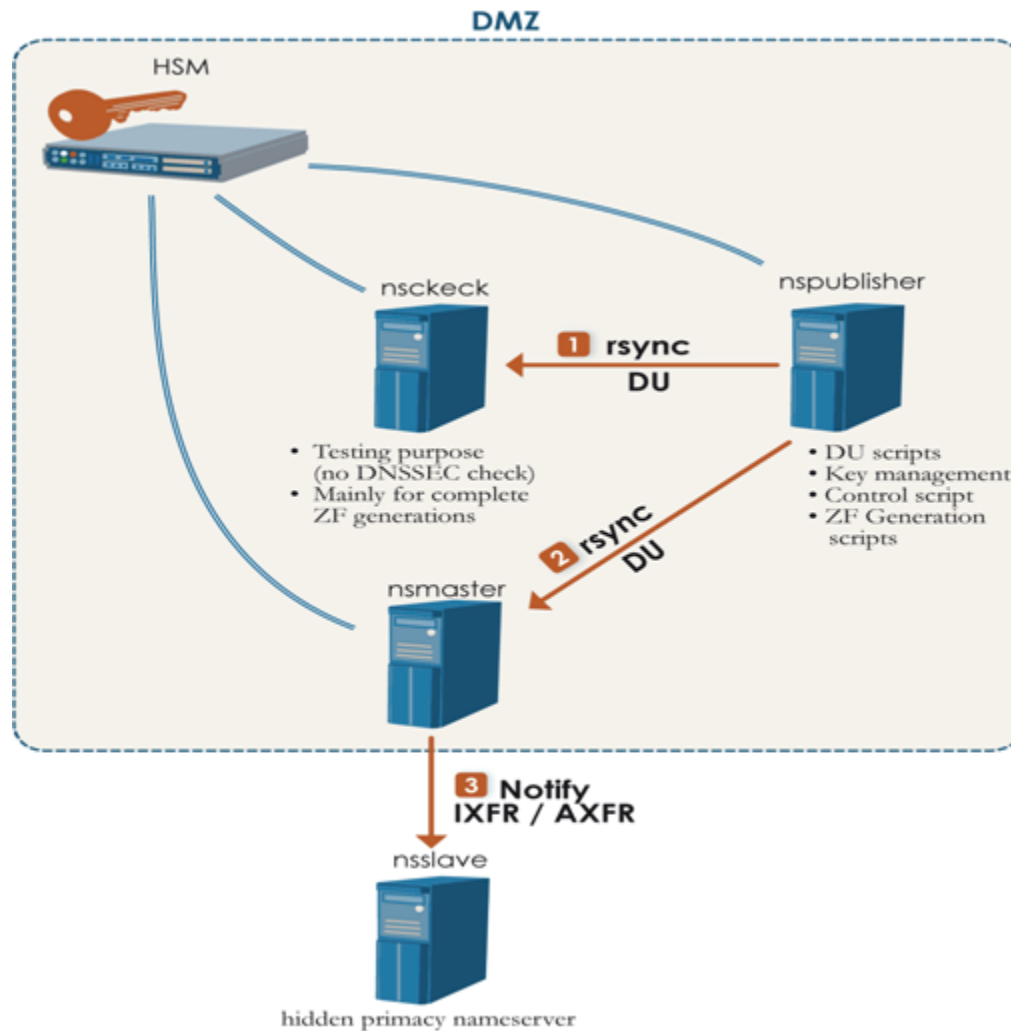 DMZ
HSM
nsckeck
nspublisher
1 rsync
DU
• Testing purpose
(no DNSSEC check)
• Mainly for complete
ZF generations
• DU scripts
• Key management
• Control script
• ZF Generation
scripts
2 rsync
DU
nsmaster
3 Notify
IXFR / AXFR
nsslave
hidden primacy nameserver